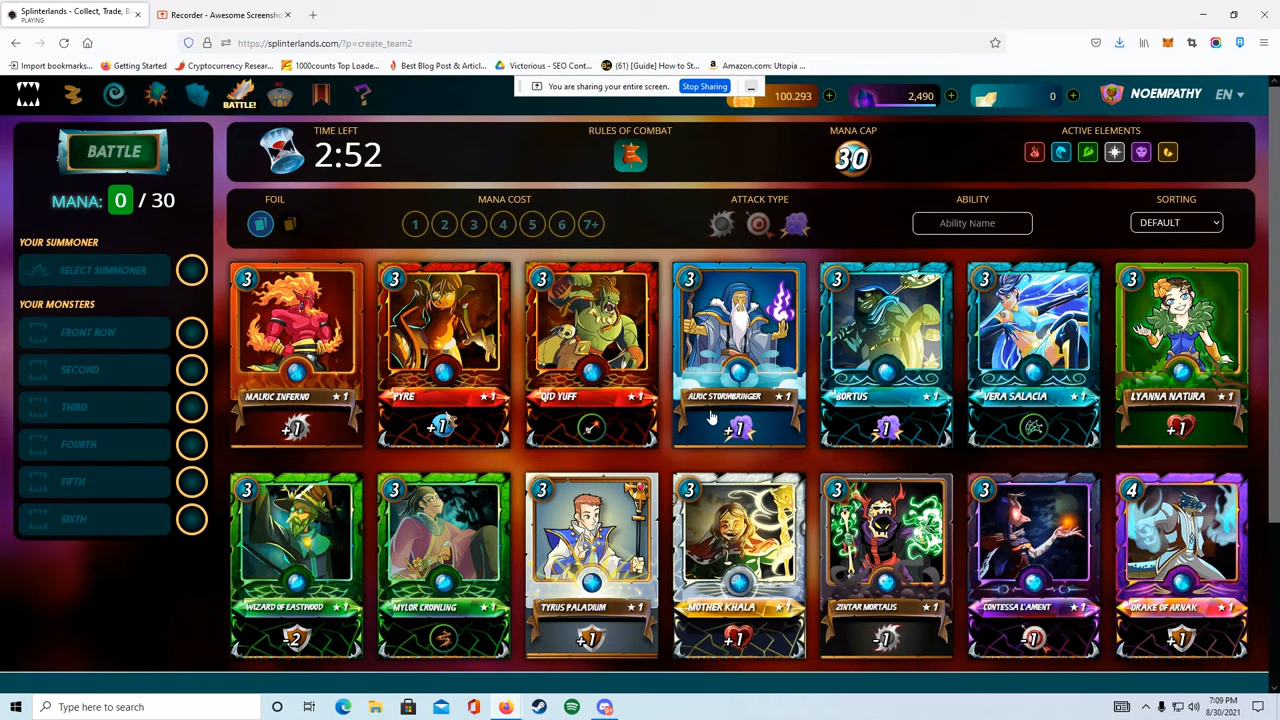 Splinterlands - Collect, Trade, Ba
PLAYING
Recorder - Awesome Screensho
https://splinterlands.com/?p=create_team2
Import bookmarks...
Getting Started
Cryptocurrency Resear...
1000counts Top Loade...
Best Blog Post & Articl...
Victorious - SEO Cont...
(61) [Guide] How to St...
Amazon.com: Utopia ...
You are sharing your entire screen.
Stop Sharing
BATTLE!
100.293
2,490
0
NOEMPATHY
EN
BATTLE
MANA: 0 / 30
TIME LEFT
2:52
RULES OF COMBAT
MANA CAP
30
ACTIVE ELEMENTS
FOIL
MANA COST
1 2 3 4 5 6 7+
ATTACK TYPE
ABILITY
Ability Name
SORTING
DEFAULT
YOUR SUMMONER
SELECT SUMMONER
YOUR MONSTERS
FRONT ROW
SECOND
THIRD
FOURTH
FIFTH
SIXTH
3 3 3 3 3 3 3
MALRIC INFERNO ★ 1
PYRE ★ 1
QID YUFF ★ 1
ALRIC STORMBRINGER ★ 1
BORTUS ★ 1
VERA SALACIA ★ 1
LYANNA NATURA ★ 1
+1 +1 +1 -1 +1
3 3 3 3 3 3 4
WIZARD OF EASTWOOD ★ 1
MYLOR CROWLING ★ 1
TYRUS PALADIUM ★ 1
MOTHER KHALA ★ 1
ZINTAR MORTALIS ★ 1
CONTESSA L'AMENT ★ 1
DRAKE OF ARNAK ★ 1
-2 +1 +1 -1 -1 +1
Type here to search
7:09 PM
8/30/2021